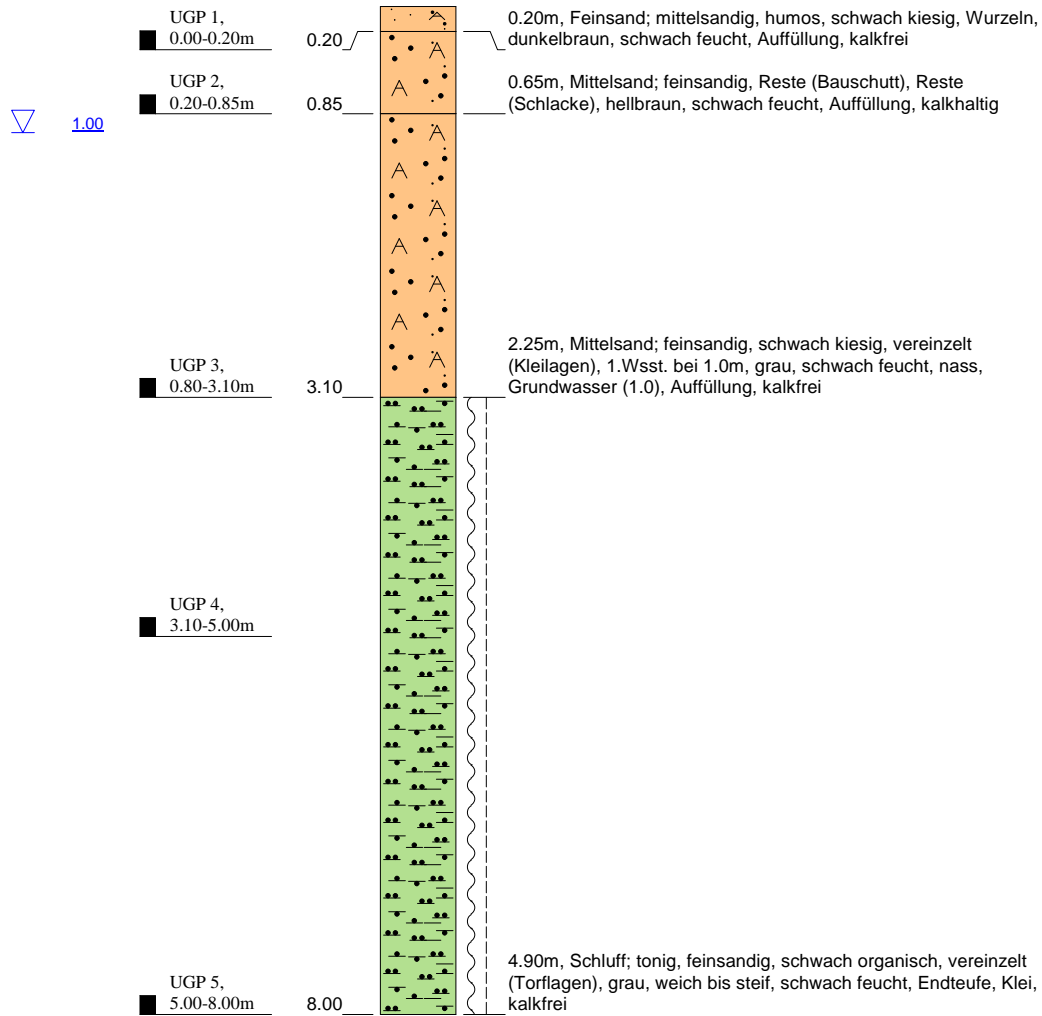 UGP 1,
0.00-0.20m
0.20
0.20m, Feinsand; mittelsandig, humos, schwach kiesig, Wurzeln,
dunkelbraun, schwach feucht, Auffüllung, kalkfrei
UGP 2,
0.20-0.85m
0.85
0.65m, Mittelsand; feinsandig, Reste (Bauschutt), Reste
(Schlacke), hellbraun, schwach feucht, Auffüllung, kalkhaltig
1.00
UGP 3,
0.80-3.10m
3.10
2.25m, Mittelsand; feinsandig, schwach kiesig, vereinzelt
(Kleilagen), 1.Wsst. bei 1.0m, grau, schwach feucht, nass,
Grundwasser (1.0), Auffüllung, kalkfrei
UGP 4,
3.10-5.00m
UGP 5,
5.00-8.00m
8.00
4.90m, Schluff; tonig, feinsandig, schwach organisch, vereinzelt
(Torflagen), grau, weich bis steif, schwach feucht, Endteufe, Klei,
kalkfrei